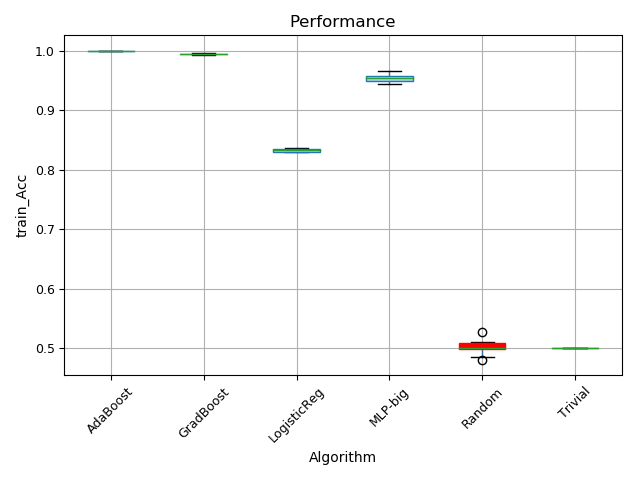 Performance
1.0
0.9
0.8
0.7
0.6
0.5
train_Acc
AdaBoost
GradBoost
LogisticReg
MLP-big
Random
Trivial
Algorithm